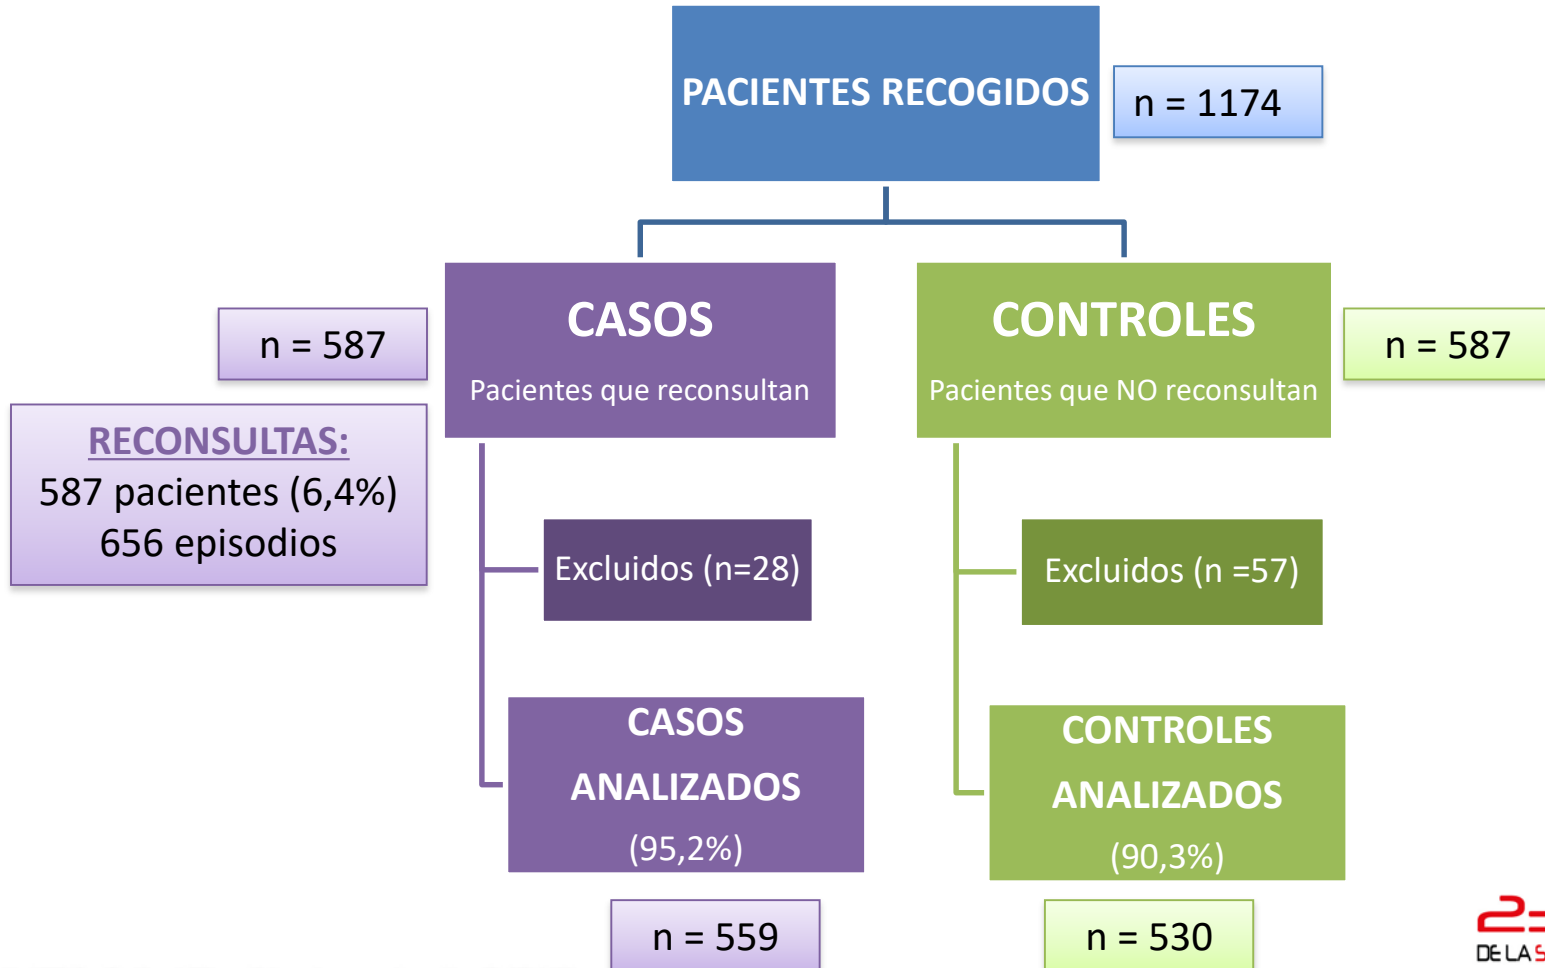 PACIENTES RECOGIDOS
n = 1174
CASOS
Pacientes que reconsultan
n = 587
CONTROLES
Pacientes que NO reconsultan
n = 587
RECONSULTAS:
587 pacientes (6,4%)
656 episodios
Excluidos (n=28)
Excluidos (n =57)
CASOS
ANALIZADOS
(95,2%)
n = 559
CONTROLES
ANALIZADOS
(90,3%)
n = 530
DE LA S